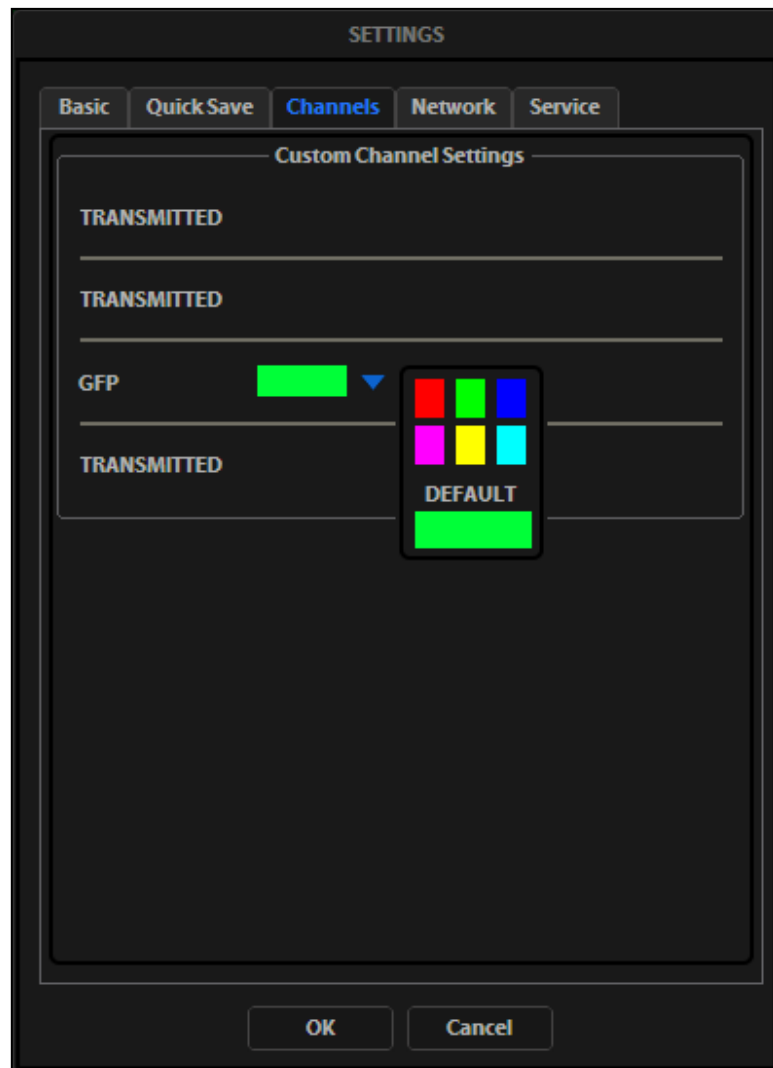 SETTINGS
Basic Quick Save Channels Network Service
Custom Channel Settings
TRANSMITTED
TRANSMITTED
GFP
TRANSMITTED
DEFAULT
OK Cancel